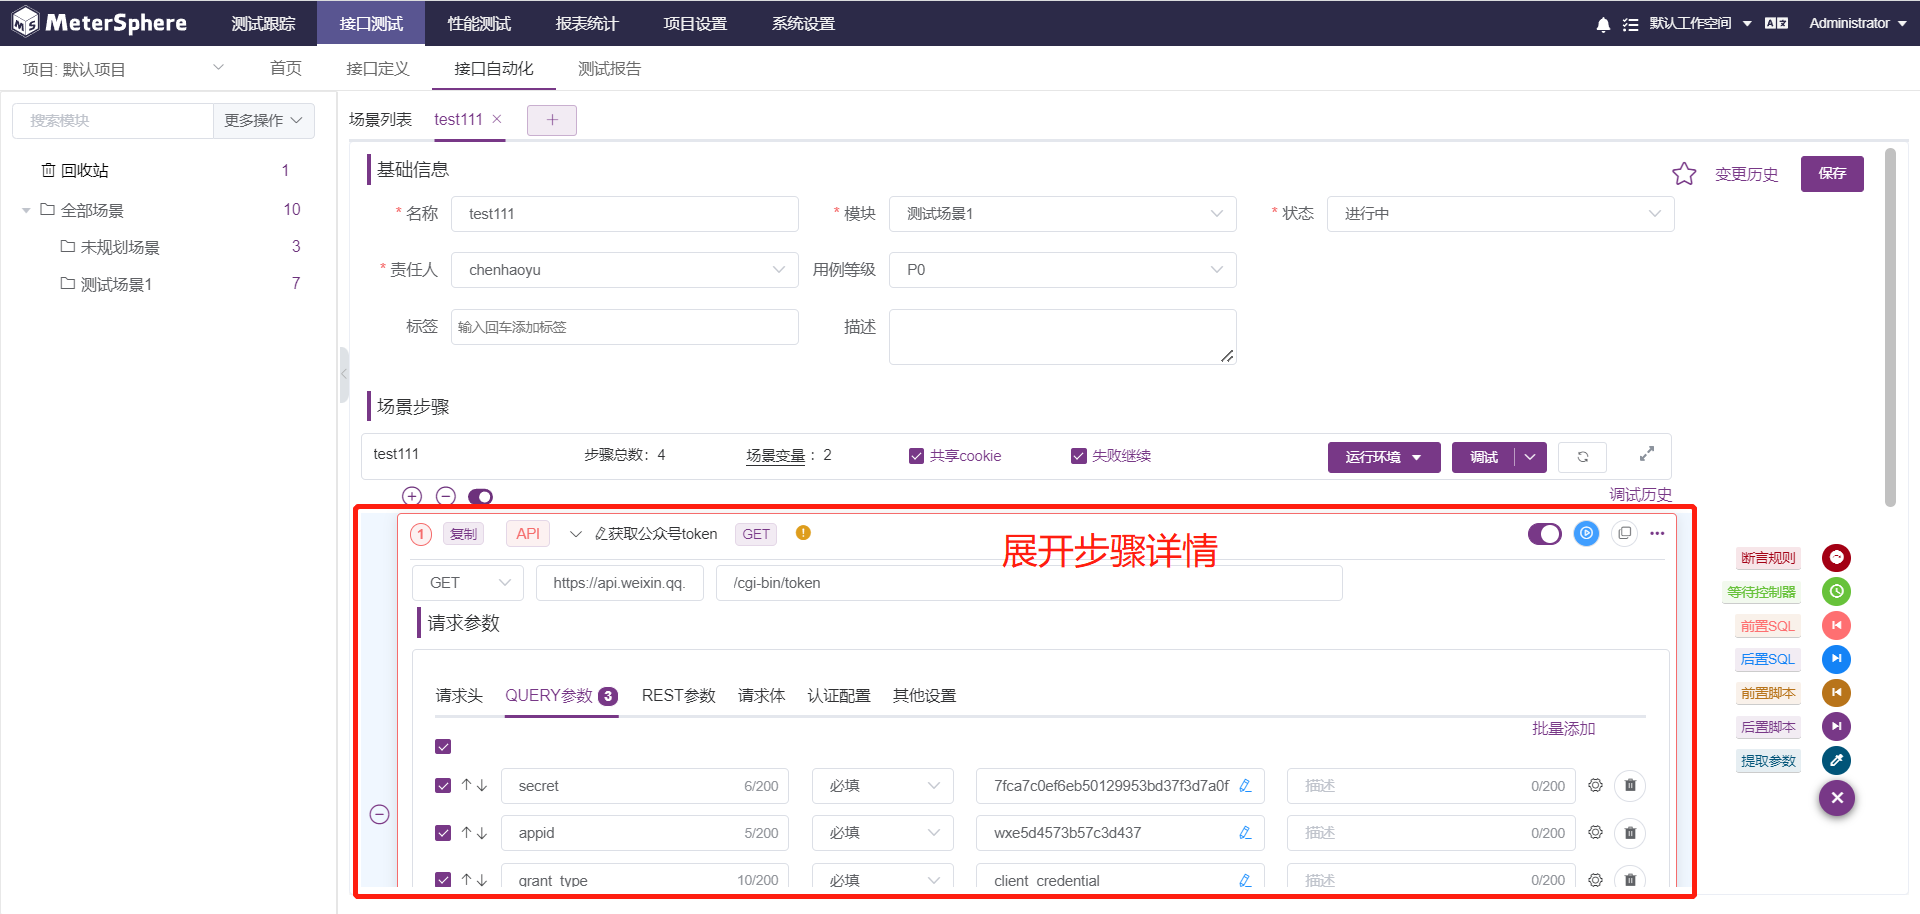 MeterSphere 测试跟踪 接口测试 性能测试 报表统计 项目设置 系统设置 默认工作空间 Administrator
项目: 默认项目 首页 接口定义 接口自动化 测试报告
搜索模块 更多操作
回收站 1
全部场景 10
未规划场景 3
测试场景1 7
场景列表 test111 × +
基础信息 变更历史 保存
* 名称 test111 * 模块 测试场景1 * 状态 进行中
* 责任人 chenhaoyu 用例等级 P0
标签 输入回车添加标签 描述
场景步骤
test111 步骤总数：4 场景变量：2 共享cookie 失败继续 运行环境 调试
调试历史
1 复制 API 获取公众号token GET !
展开步骤详情
GET https://api.weixin.qq. /cgi-bin/token
请求参数
请求头 QUERY参数 3 REST参数 请求体 认证配置 其他设置
批量添加
secret 6/200 必填 7fca7c0ef6eb50129953bd37f3d7a0f 描述 0/200
appid 5/200 必填 wxe5d4573b57c3d437 描述 0/200
grant_type 10/200 必填 client_credential 描述 0/200
断言规则
等待控制器
前置SQL
后置SQL
前置脚本
后置脚本
提取参数